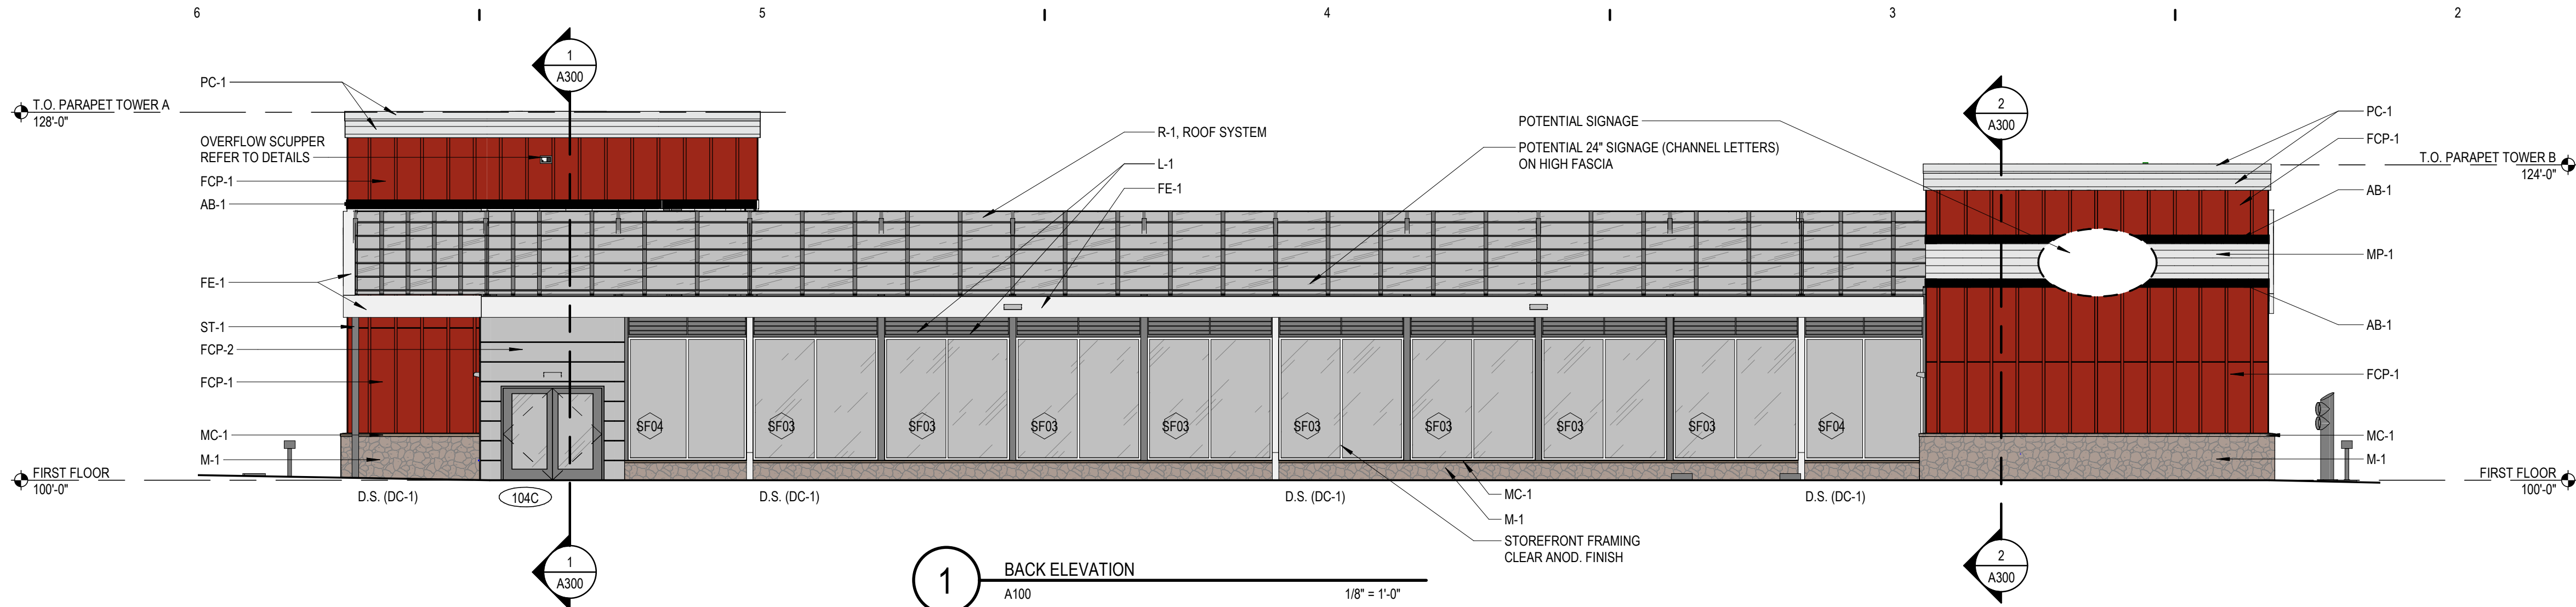 6
5
4
3
2
1
A300
2
A300
PC-1
T.O. PARAPET TOWER A
128'-0"
OVERFLOW SCUPPER
REFER TO DETAILS
FCP-1
AB-1
FE-1
ST-1
FCP-2
FCP-1
MC-1
M-1
FIRST FLOOR
100'-0"
R-1, ROOF SYSTEM
L-1
FE-1
POTENTIAL SIGNAGE
POTENTIAL 24" SIGNAGE (CHANNEL LETTERS)
ON HIGH FASCIA
PC-1
FCP-1
T.O. PARAPET TOWER B
124'-0"
AB-1
MP-1
AB-1
FCP-1
MC-1
M-1
FIRST FLOOR
100'-0"
SF04
SF03
SF03
SF03
SF03
SF03
SF03
SF03
SF03
SF04
D.S. (DC-1)
104C
D.S. (DC-1)
D.S. (DC-1)
D.S. (DC-1)
MC-1
M-1
STOREFRONT FRAMING
CLEAR ANOD. FINISH
1
A300
2
A300
1
BACK ELEVATION
A100
1/8" = 1'-0"